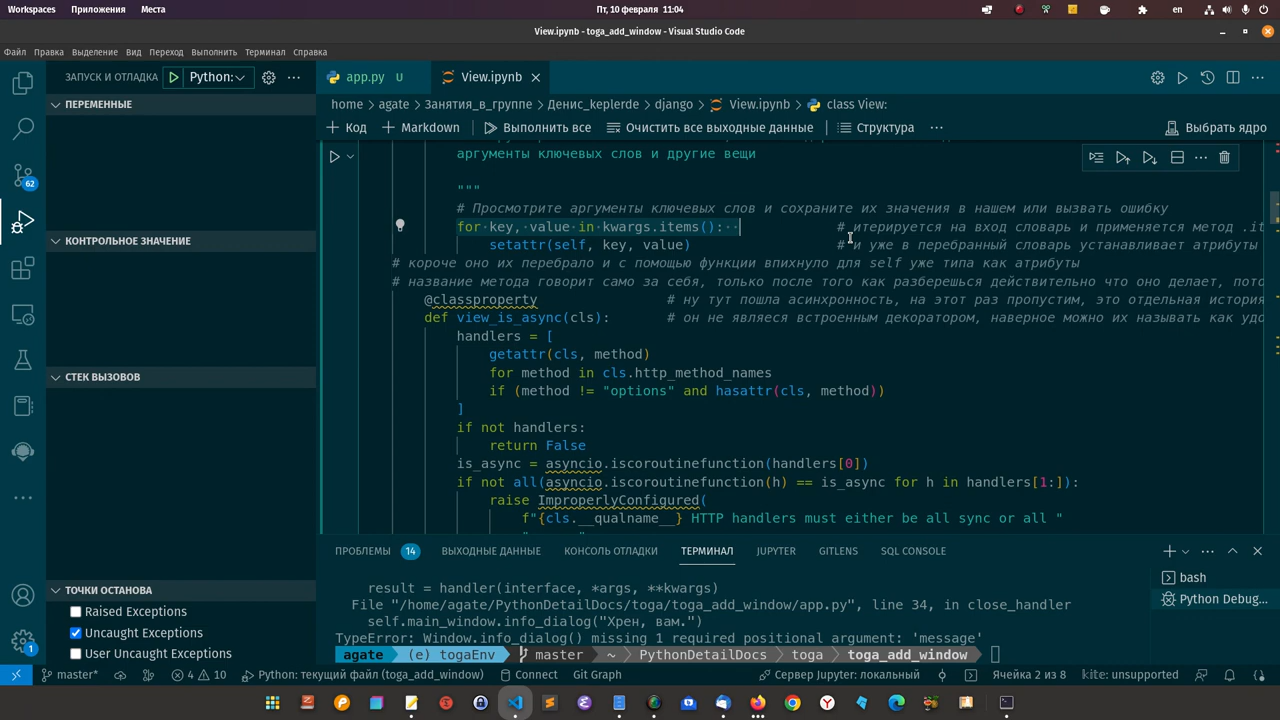 Workspaces Приложения Места Пт, 10 февраля 11:04 en
View.ipynb - toga_add_window - Visual Studio Code
Файл Правка Выделение Вид Переход Выполнить Терминал Справка
ЗАПУСК И ОТЛАДКА Python: app.py U View.ipynb
ПЕРЕМЕННЫЕ
home agate Занятия_в_группе Денис_keplerde django View.ipynb class View:
Код Markdown Выполнить все Очистить все выходные данные Структура Выбрать ядро
аргументы ключевых слов и другие вещи
"""
# Просмотрите аргументы ключевых слов и сохраните их значения в нашем или вызвать ошибку
for key, value in kwargs.items(): # итерируется на вход словарь и применяется метод .it
setattr(self, key, value) # и уже в перебранный словарь устанавливает атрибуты
# короче оно их перебрало и с помощью функции впихнуло для self уже типа как атрибуты
# название метода говорит само за себя, только после того как разберешься действительно что оно делает, пото
@classproperty # ну тут пошла асинхронность, на этот раз пропустим, это отдельная история
def view_is_async(cls): # он не являеся встроенным декоратором, наверное можно их называть как удо
handlers = [
getattr(cls, method)
for method in cls.http_method_names
if (method != "options" and hasattr(cls, method))
]
if not handlers:
return False
is_async = asyncio.iscoroutinefunction(handlers[0])
if not all(asyncio.iscoroutinefunction(h) == is_async for h in handlers[1:]):
raise ImproperlyConfigured(
f"{cls.__qualname__} HTTP handlers must either be all sync or all "
КОНТРОЛЬНОЕ ЗНАЧЕНИЕ
СТЕК ВЫЗОВОВ
ТОЧКИ ОСТАНОВА
Raised Exceptions
Uncaught Exceptions
User Uncaught Exceptions
62
1
ПРОБЛЕМЫ 14 ВЫХОДНЫЕ ДАННЫЕ КОНСОЛЬ ОТЛАДКИ ТЕРМИНАЛ JUPYTER GITLENS SQL CONSOLE
result = handler(interface, *args, **kwargs)
File "/home/agate/PythonDetailDocs/toga/toga_add_window/app.py", line 34, in close_handler
self.main_window.info_dialog("Хрен, вам.")
TypeError: Window.info_dialog() missing 1 required positional argument: 'message'
agate (e) togaEnv master ~ PythonDetailDocs toga toga_add_window
bash
Python Debug...
master* 4 10 Python: текущий файл (toga_add_window) Connect Git Graph Сервер Jupyter: локальный Ячейка 2 из 8 kite: unsupported